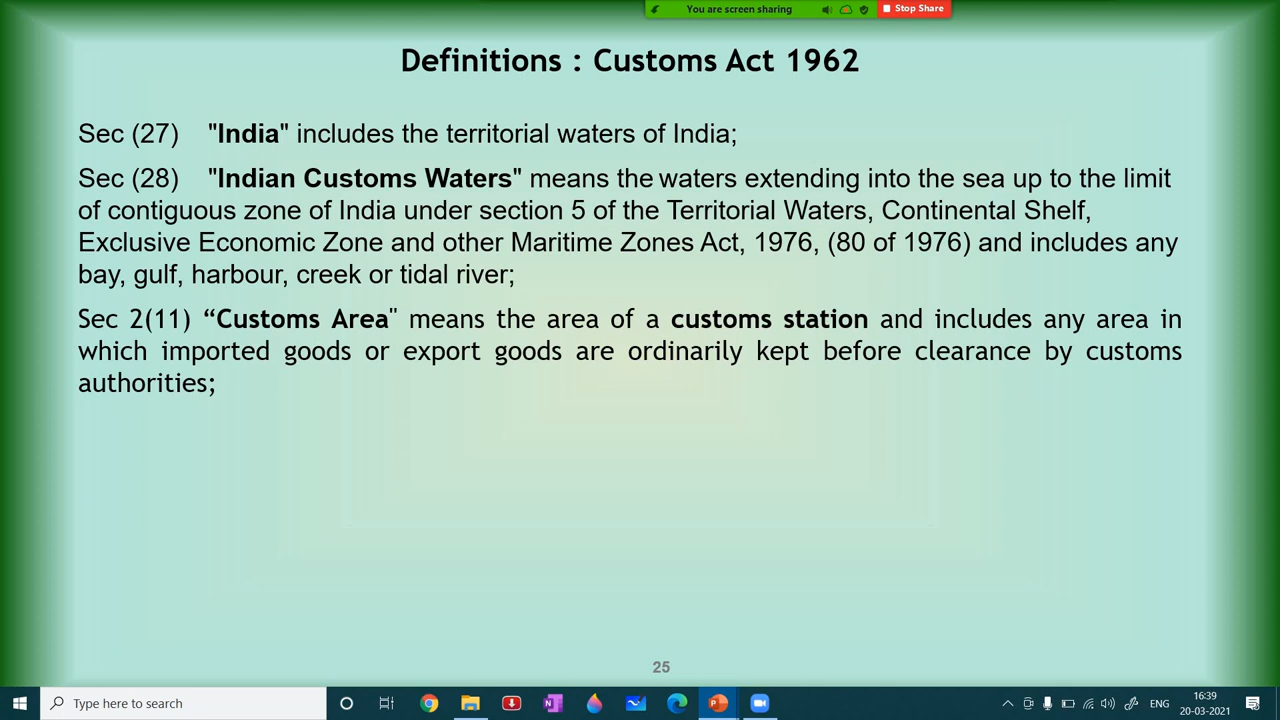 You are screen sharing
Stop Share
Definitions : Customs Act 1962
Sec (27) "India" includes the territorial waters of India;
Sec (28) "Indian Customs Waters" means the waters extending into the sea up to the limit
of contiguous zone of India under section 5 of the Territorial Waters, Continental Shelf,
Exclusive Economic Zone and other Maritime Zones Act, 1976, (80 of 1976) and includes any
bay, gulf, harbour, creek or tidal river;
Sec 2(11) “Customs Area" means the area of a customs station and includes any area in
which imported goods or export goods are ordinarily kept before clearance by customs
authorities;
25
Type here to search
ENG
16:39
20-03-2021